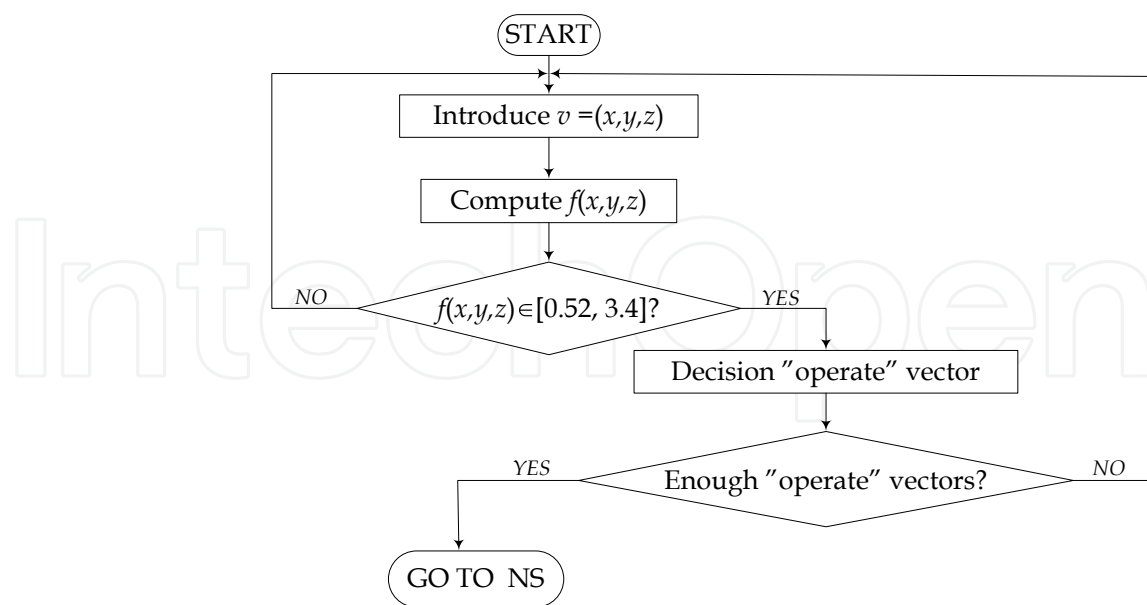 START
Introduce v =(x,y,z)
Compute f(x,y,z)
NO
f(x,y,z)∈[0.52, 3.4]?
YES
Decision ”operate” vector
YES
Enough ”operate” vectors?
NO
GO TO NS
IntechOpen